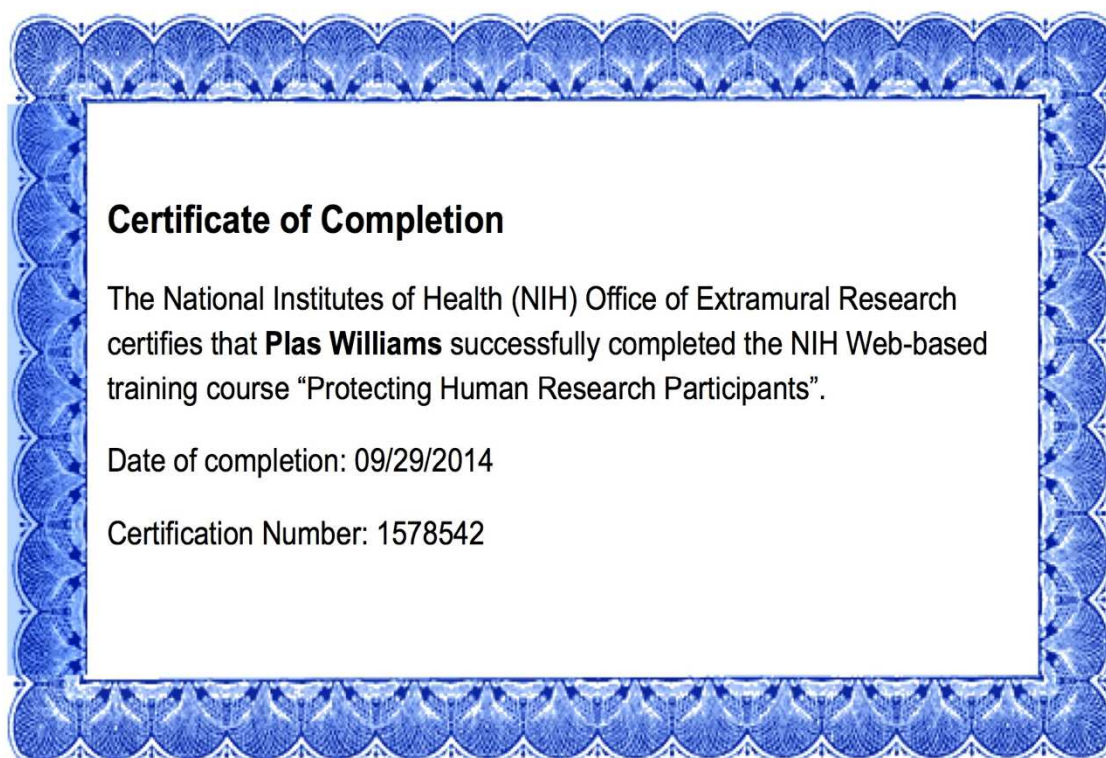 Certificate of Completion
The National Institutes of Health (NIH) Office of Extramural Research
certifies that Plas Williams successfully completed the NIH Web-based
training course “Protecting Human Research Participants”.
Date of completion: 09/29/2014
Certification Number: 1578542